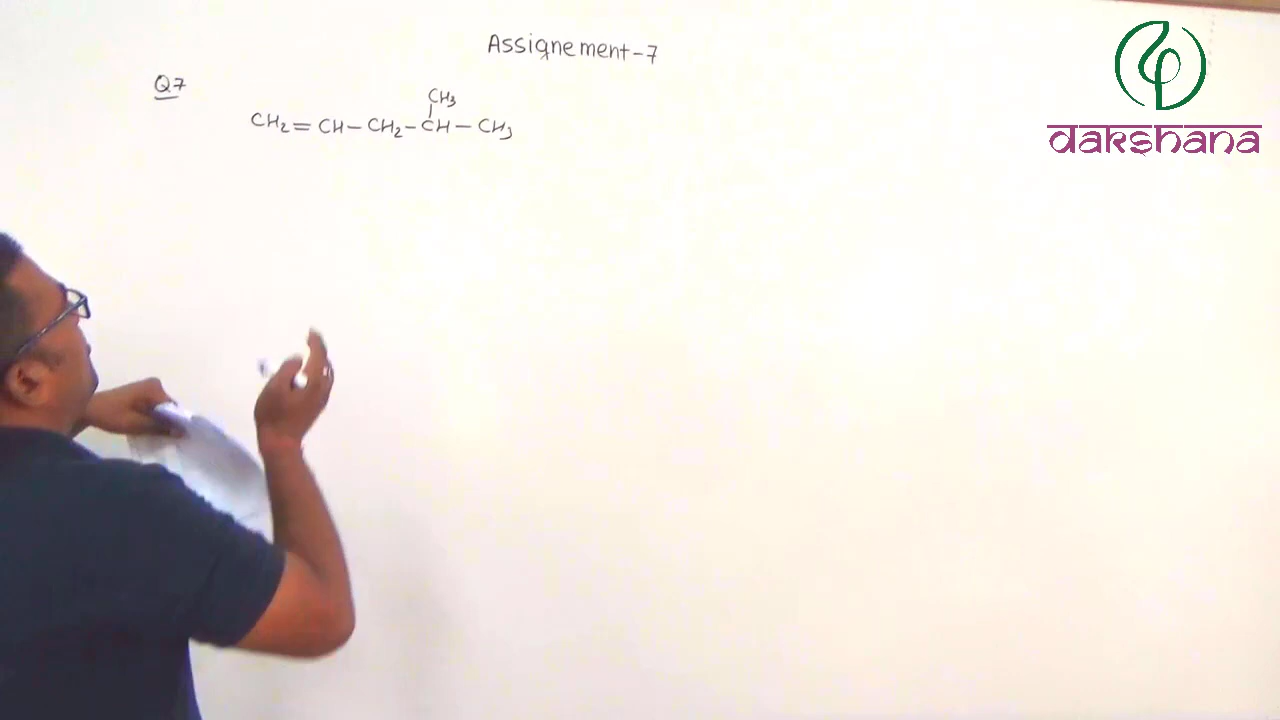 Assignement-7
Q7
CH3
CH2=CH-CH2-CH-CH3
dakshana